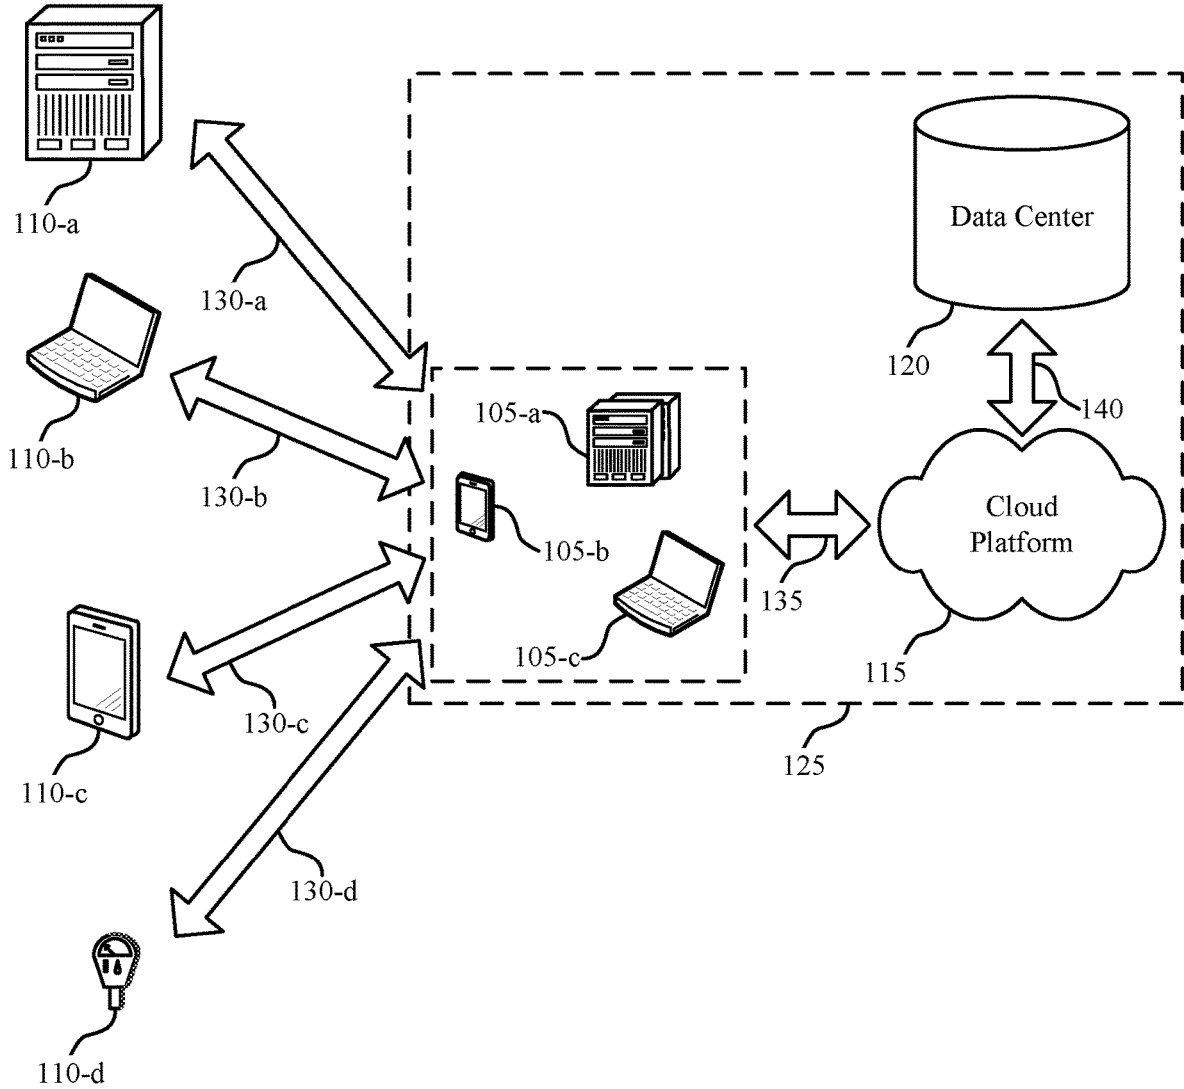 110-a
130-a
Data Center
120
140
110-b
130-b
105-a
105-b
105-c
Cloud
Platform
135
115
110-c
130-c
125
130-d
110-d